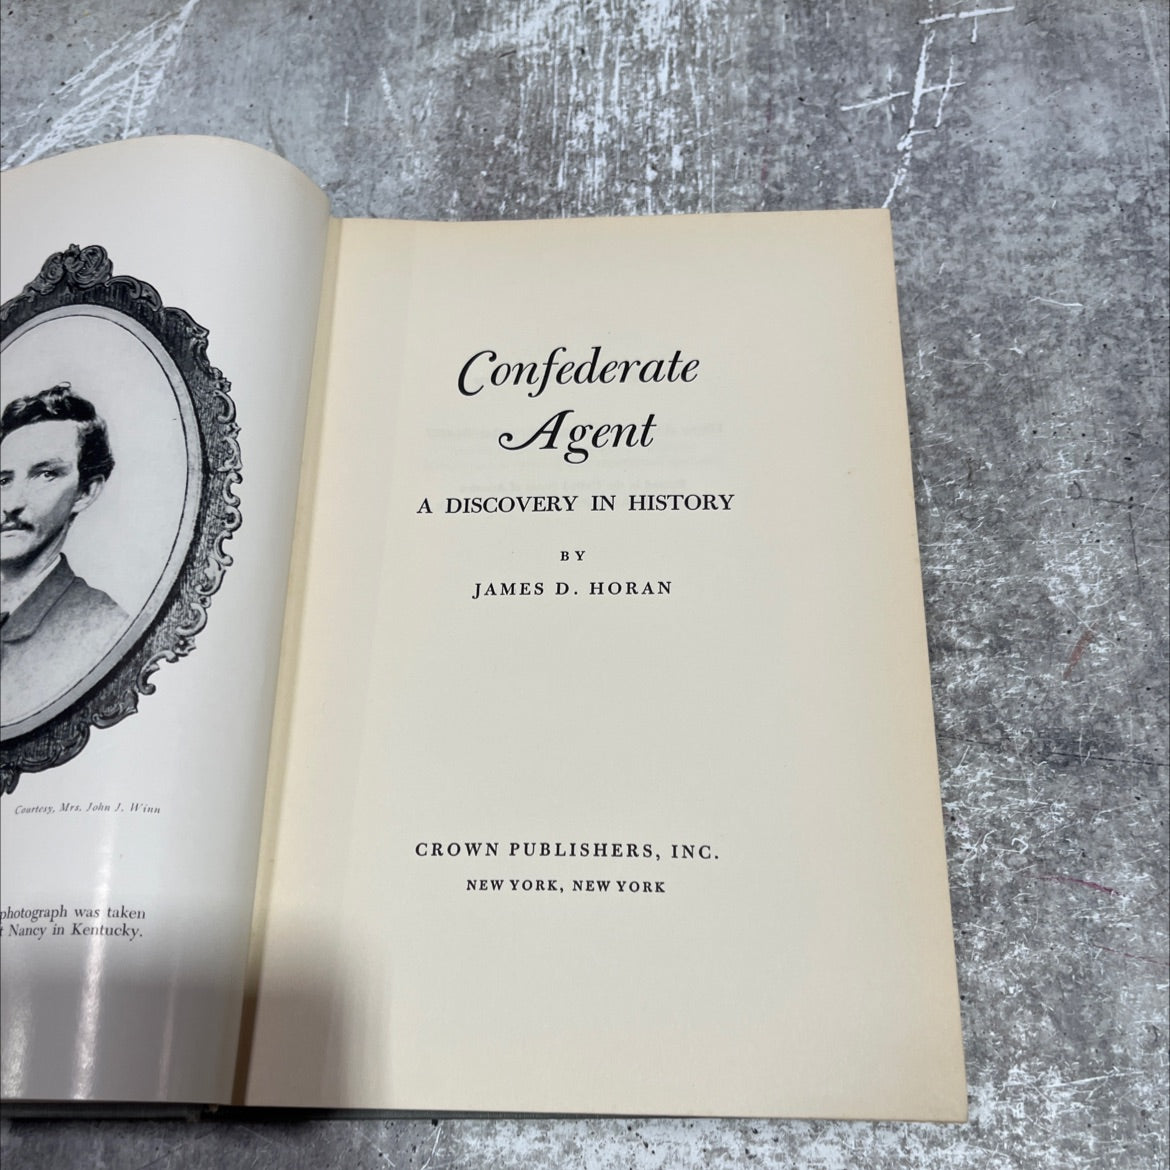 Courtesy, Mrs. John J. Winn
photograph was taken
Nancy in Kentucky.
Confederate
Agent
A DISCOVERY IN HISTORY
BY
JAMES D. HORAN
CROWN PUBLISHERS, INC.
NEW YORK, NEW YORK